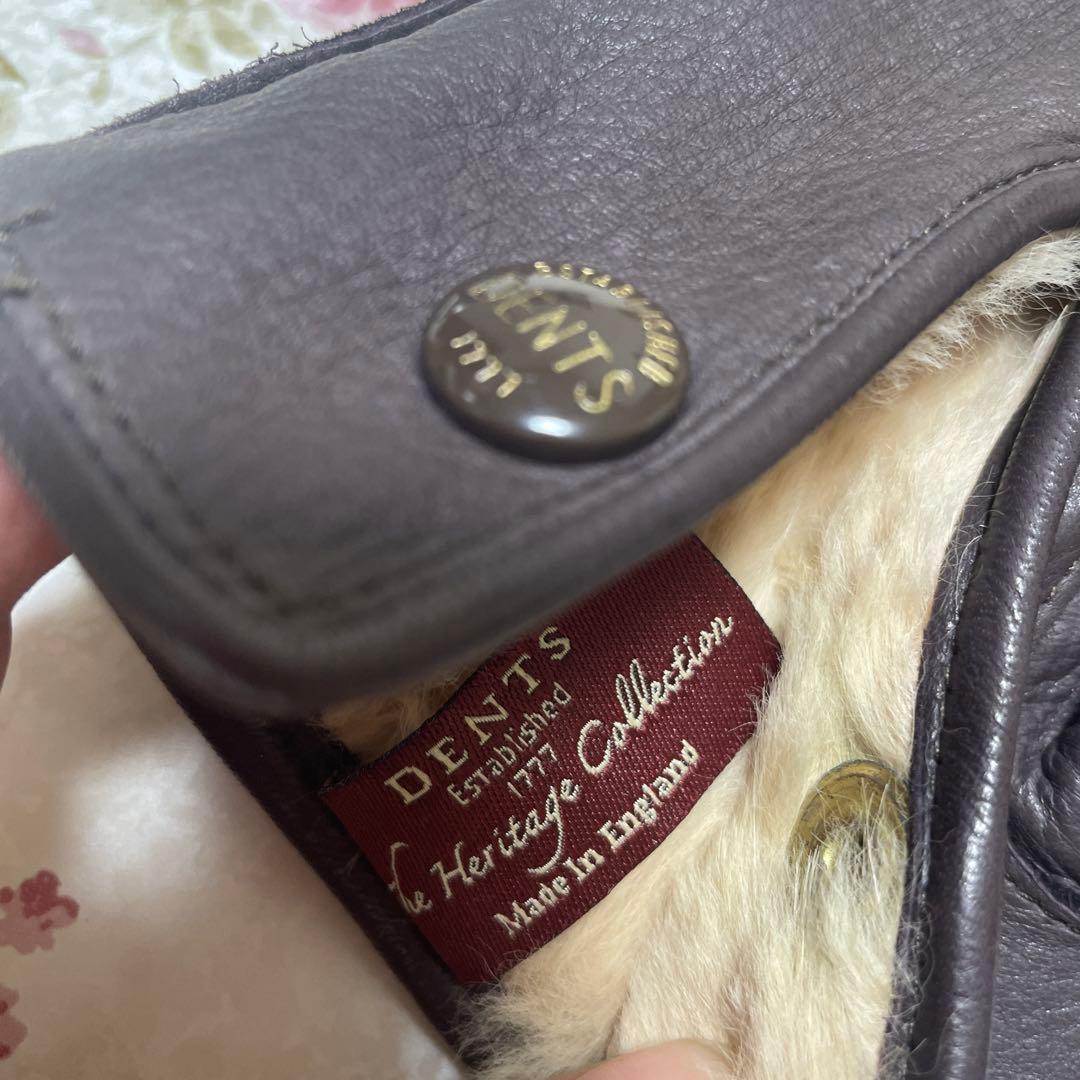 ESTABLISHED
DENTS
1777
DENTS
Established
1777
The Heritage Collection
Made In England